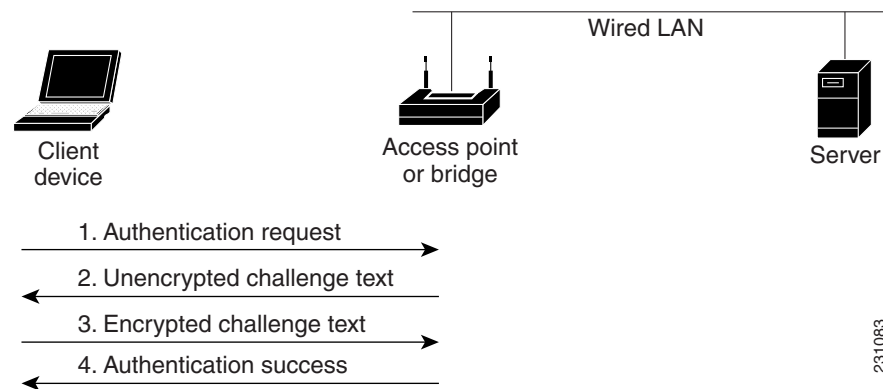 Wired LAN
Client
device
Access point
or bridge
Server
1. Authentication request
2. Unencrypted challenge text
3. Encrypted challenge text
4. Authentication success
231083